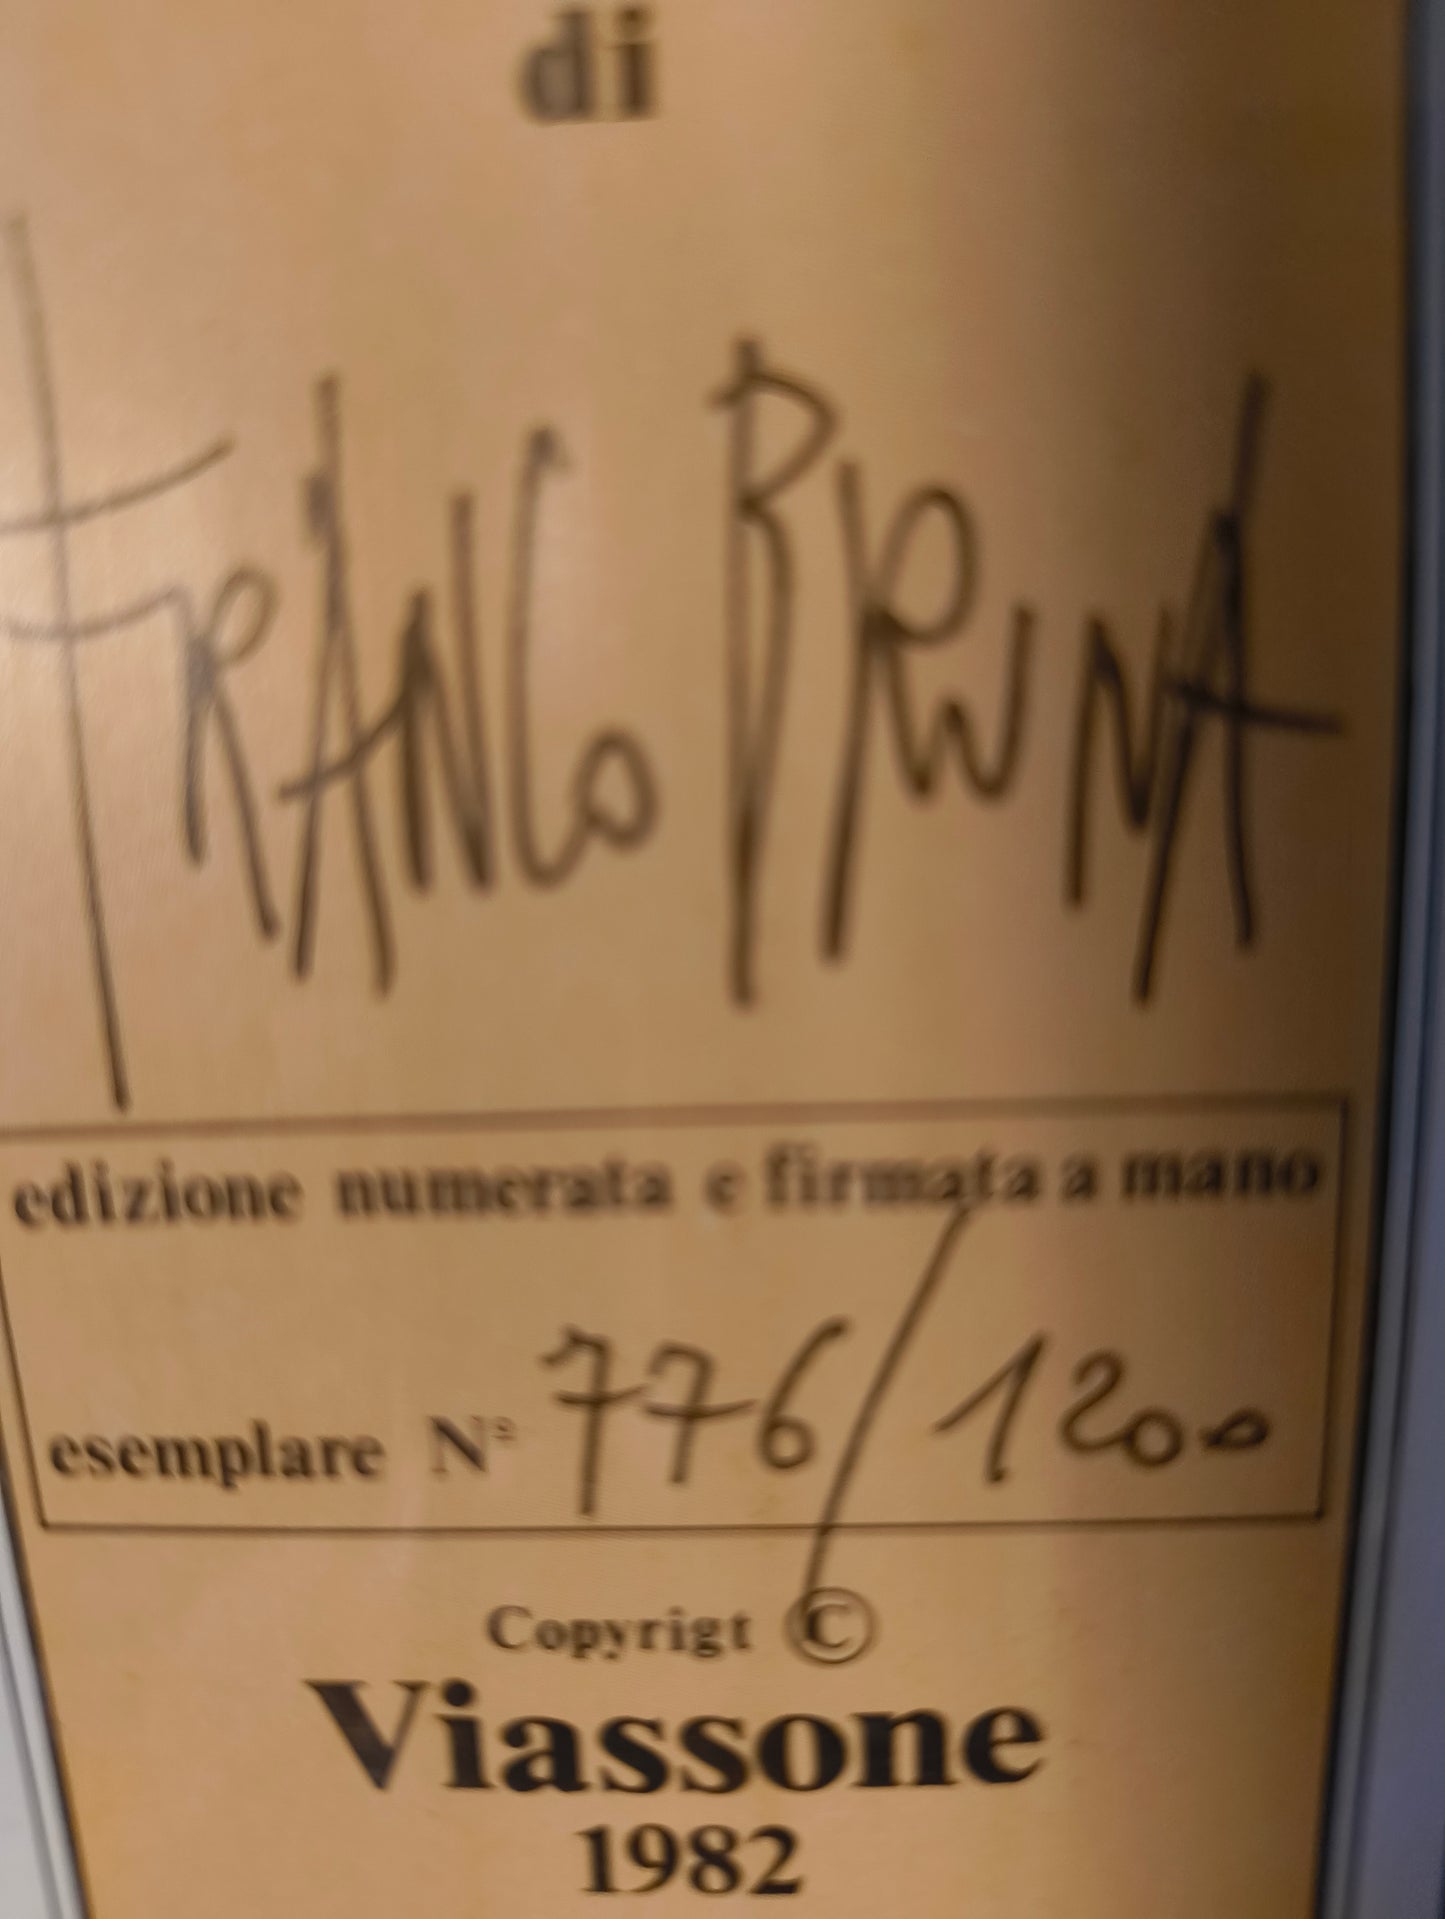 di
FRANCO BRUNA
edizione numerata e firmata a mano
esemplare N° 776/1200
Copyrigt ©
Viassone
1982